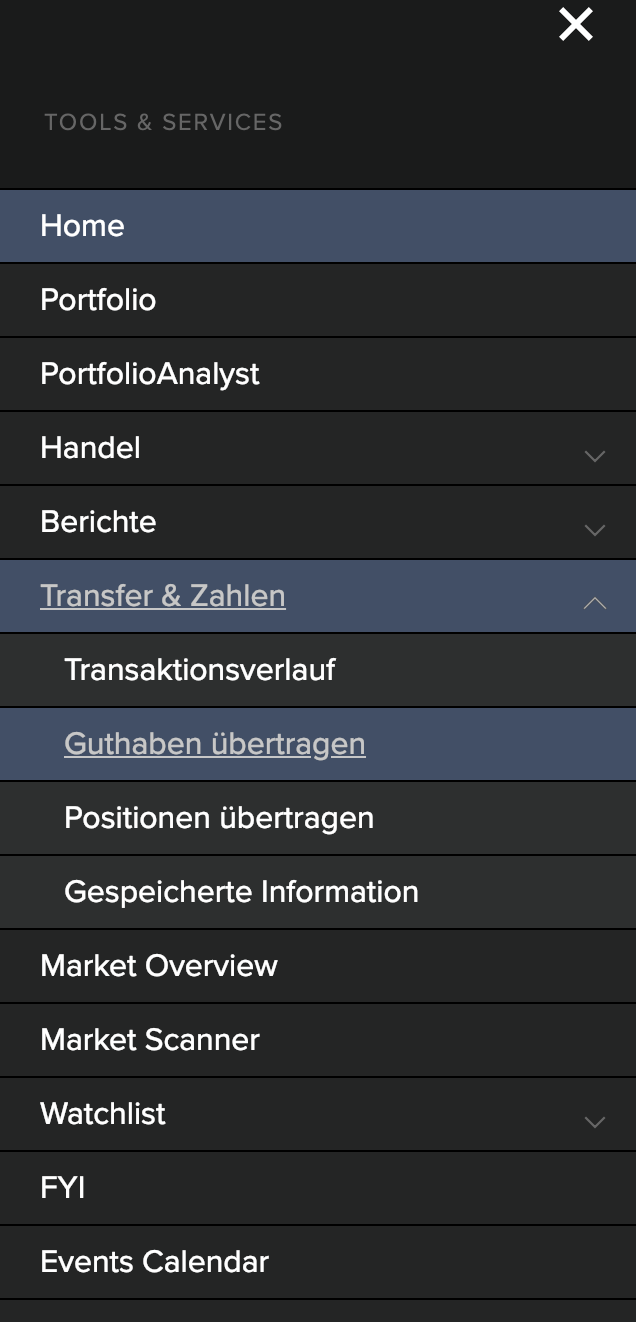 TOOLS & SERVICES
Home
Portfolio
PortfolioAnalyst
Handel
Berichte
Transfer & Zahlen
Transaktionsverlauf
Guthaben übertragen
Positionen übertragen
Gespeicherte Information
Market Overview
Market Scanner
Watchlist
FYI
Events Calendar